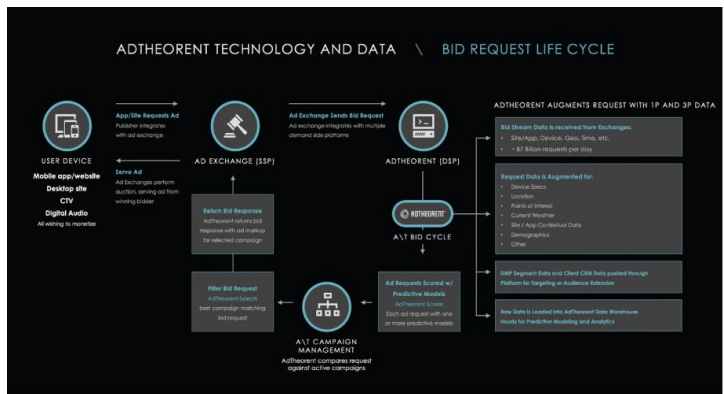 ADTHEORENT TECHNOLOGY AND DATA \ BID REQUEST LIFE CYCLE
App/Site Requests Ad
Publisher integrates
with ad exchange
Ad Exchange Sends Bid Request
Ad exchange integrates with multiple
demand side platforms
USER DEVICE
Mobile app/website
Desktop site
CTV
Digital Audio
All wishing to monetize
Serve Ad
Ad Exchanges perform
auction, serving ad from
winning bidder
AD EXCHANGE (SSP)
ADTHEORENT (DSP)
ADTHEORENT
A\T BID CYCLE
Return Bid Response
AdTheorent returns bid
response with ad markup
for selected campaign
Filter Bid Request
AdTheorent Selects
best campaign matching
bid request
A\T CAMPAIGN
MANAGEMENT
AdTheorent compares request
against active campaigns
Ad Requests Scored w/
Predictive Models
AdTheorent Scores
Each ad request with one
or more predictive models
ADTHEORENT AUGMENTS REQUEST WITH 1P AND 3P DATA
Bid Stream Data is received from Exchanges:
• Site/App, Device, Geo, Time, etc.
• ~ 87 Billion requests per day
Request Data is Augmented for:
• Device Specs
• Location
• Points of Interest
• Current Weather
• Site / App Contextual Data
• Demographics
• Other
DMP Segment Data and Client CRM Data pushed through
Platform for Targeting or Audience Extension
Raw Data is Loaded into AdTheorent Data Warehouse
Hourly for Predictive Modeling and Analytics